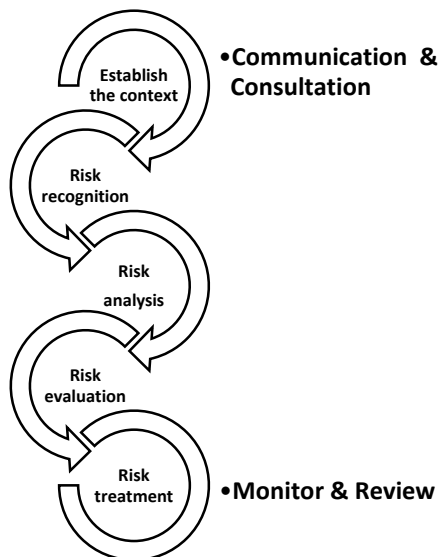 Establish
the context
•Communication &
Consultation
Risk
recognition
Risk
analysis
Risk
evaluation
Risk
treatment
•Monitor & Review